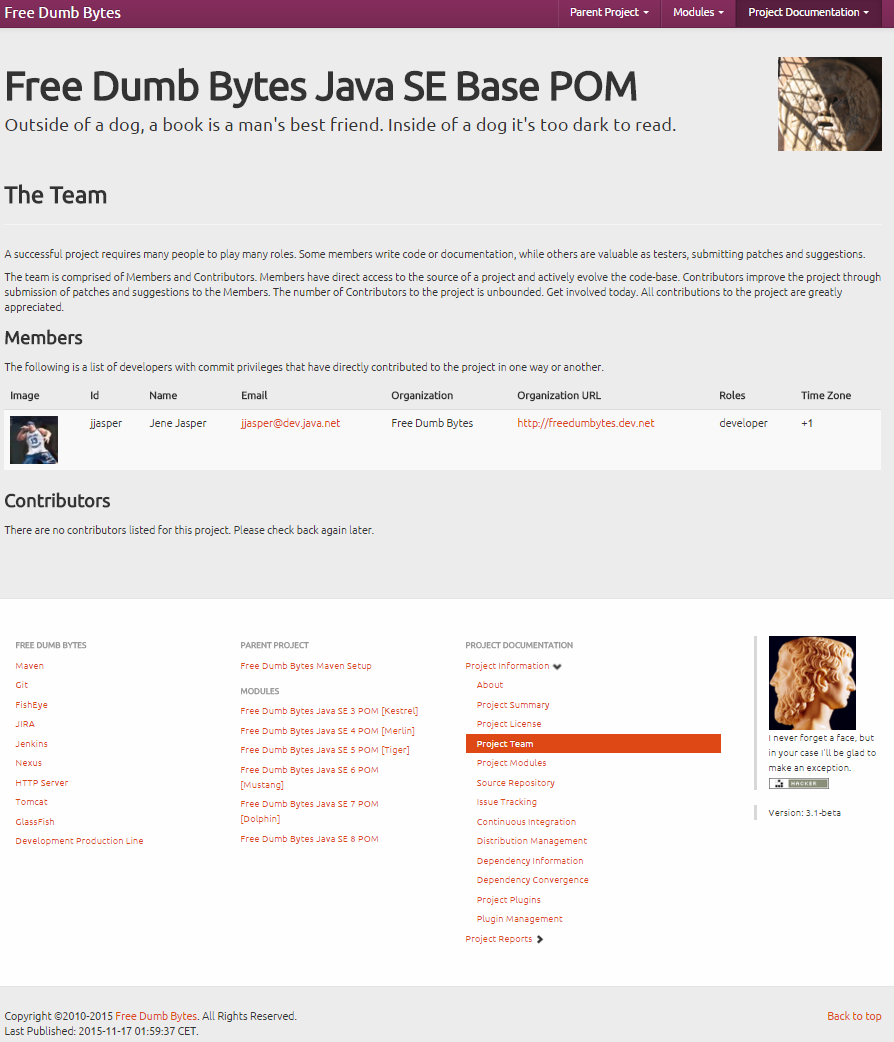 Free Dumb Bytes
Parent Project
Modules
Project Documentation
Free Dumb Bytes Java SE Base POM
Outside of a dog, a book is a man's best friend. Inside of a dog it's too dark to read.
The Team
A successful project requires many people to play many roles. Some members write code or documentation, while others are valuable as testers, submitting patches and suggestions.
The team is comprised of Members and Contributors. Members have direct access to the source of a project and actively evolve the code-base. Contributors improve the project through
submission of patches and suggestions to the Members. The number of Contributors to the project is unbounded. Get involved today. All contributions to the project are greatly
appreciated.
Members
The following is a list of developers with commit privileges that have directly contributed to the project in one way or another.
Image Id Name Email Organization Organization URL Roles Time Zone
jjasper Jene Jasper jjasper@dev.java.net Free Dumb Bytes http://freedumbytes.dev.net developer +1
Contributors
There are no contributors listed for this project. Please check back again later.
FREE DUMB BYTES
Maven
Git
FishEye
JIRA
Jenkins
Nexus
HTTP Server
Tomcat
GlassFish
Development Production Line
PARENT PROJECT
Free Dumb Bytes Maven Setup
MODULES
Free Dumb Bytes Java SE 3 POM [Kestrel]
Free Dumb Bytes Java SE 4 POM [Merlin]
Free Dumb Bytes Java SE 5 POM [Tiger]
Free Dumb Bytes Java SE 6 POM
[Mustang]
Free Dumb Bytes Java SE 7 POM
[Dolphin]
Free Dumb Bytes Java SE 8 POM
PROJECT DOCUMENTATION
Project Information
About
Project Summary
Project License
Project Team
Project Modules
Source Repository
Issue Tracking
Continuous Integration
Distribution Management
Dependency Information
Dependency Convergence
Project Plugins
Plugin Management
Project Reports
I never forget a face, but
in your case I'll be glad to
make an exception.
HACKER
Version: 3.1-beta
Copyright ©2010-2015 Free Dumb Bytes. All Rights Reserved.
Back to top
Last Published: 2015-11-17 01:59:37 CET.